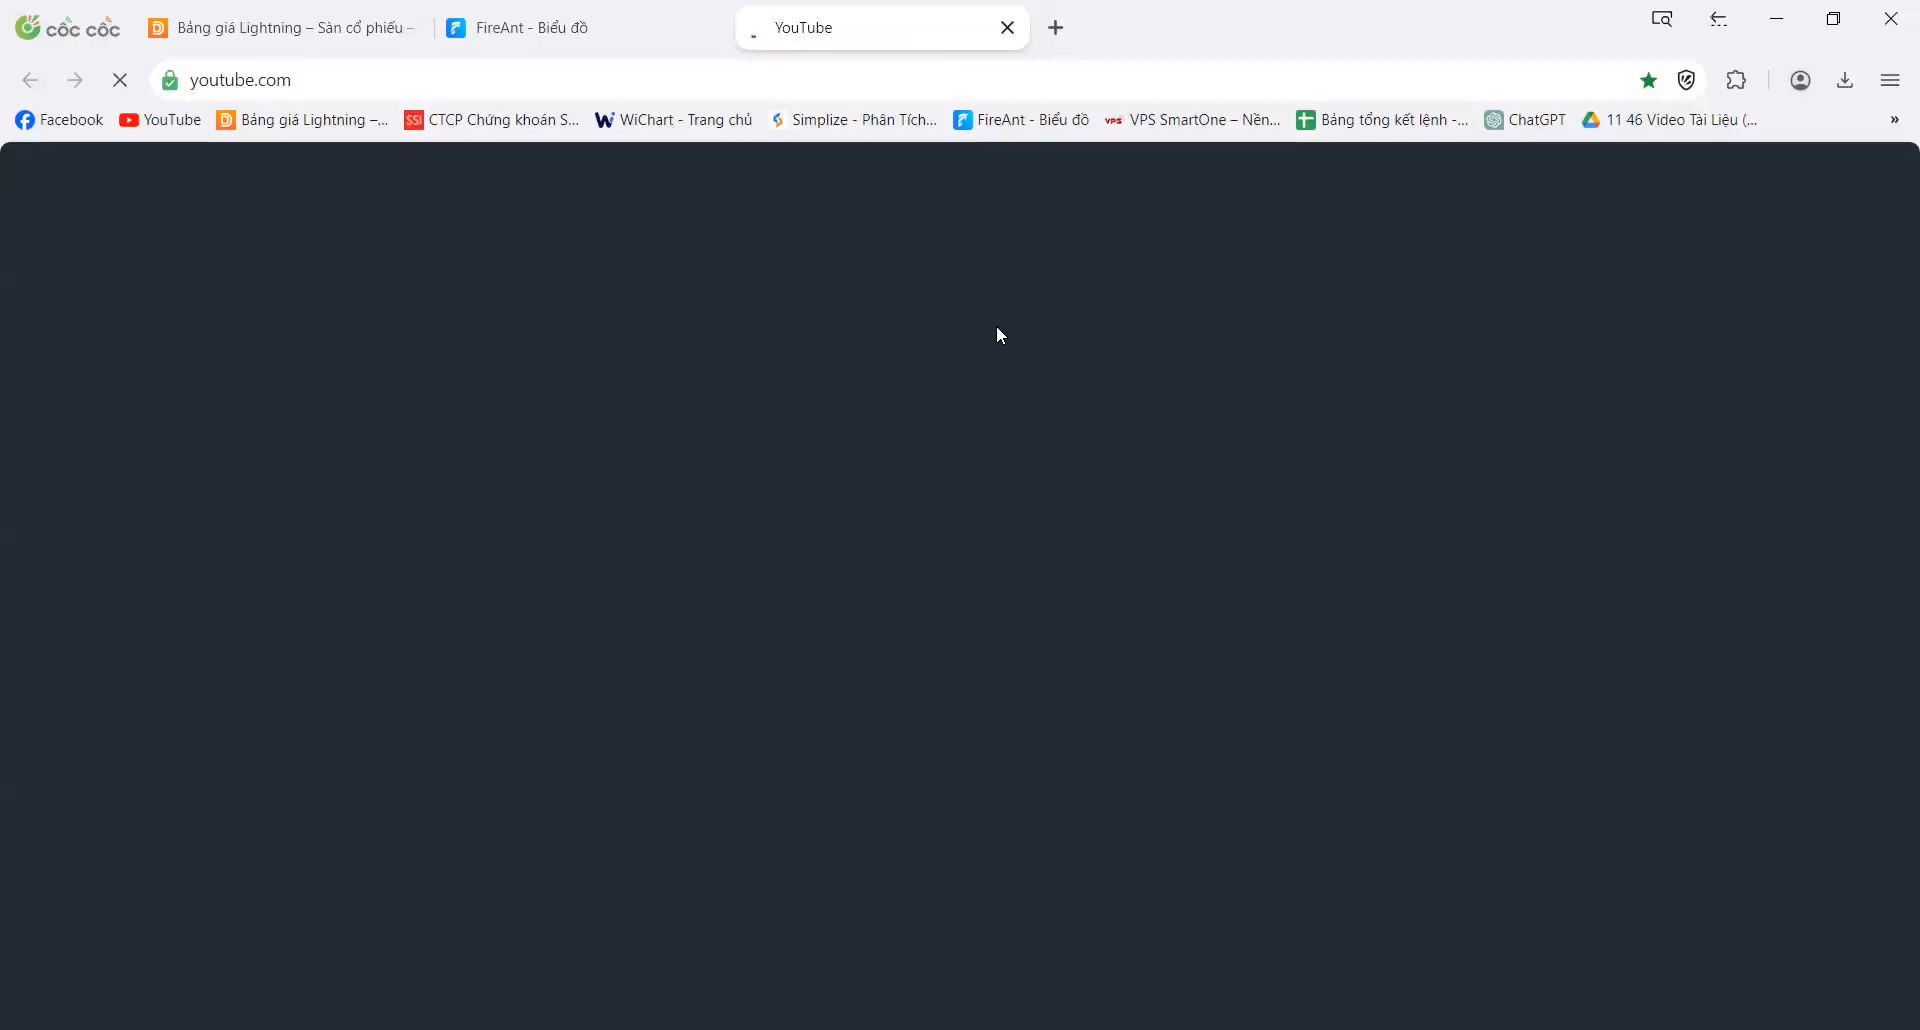 cốc cốc Bảng giá Lightning – Sàn cổ phiếu – FireAnt - Biểu đồ YouTube
youtube.com
Facebook YouTube Bảng giá Lightning –... SSI CTCP Chứng khoán S... WiChart - Trang chủ Simplize - Phân Tích... FireAnt - Biểu đồ VPS VPS SmartOne – Nền... Bảng tổng kết lệnh -... ChatGPT 11 46 Video Tài Liệu (... »